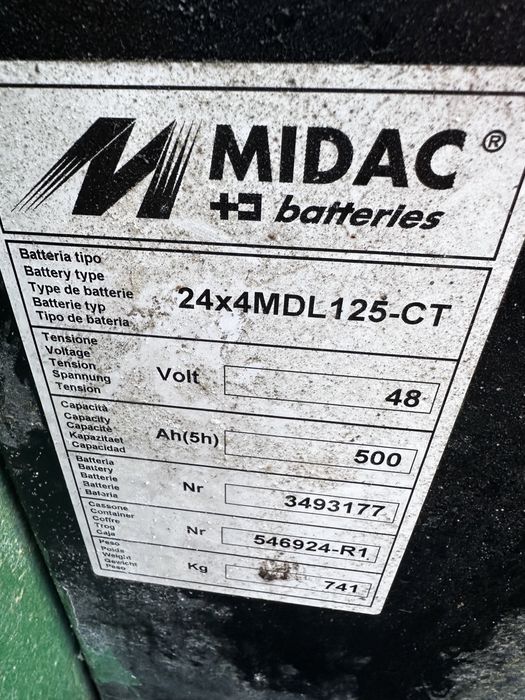 MIDAC ®
batteries
Batteria tipo
Battery type
Type de batterie
Batterie typ
Tipo de bateria
24x4MDL125-CT
Tensione
Voltage
Tension
Spannung
Tension
Volt
48
Capacità
Capacity
Capacité
Kapazitaet
Capacidad
Ah(5h)
500
Batteria
Battery
Batterie
Batterie
Bataria
Nr
3493177
Cassone
Container
Coffre
Trog
Caja
Nr
546924-R1
Peso
Poids
Weight
Gewicht
Peso
Kg
741